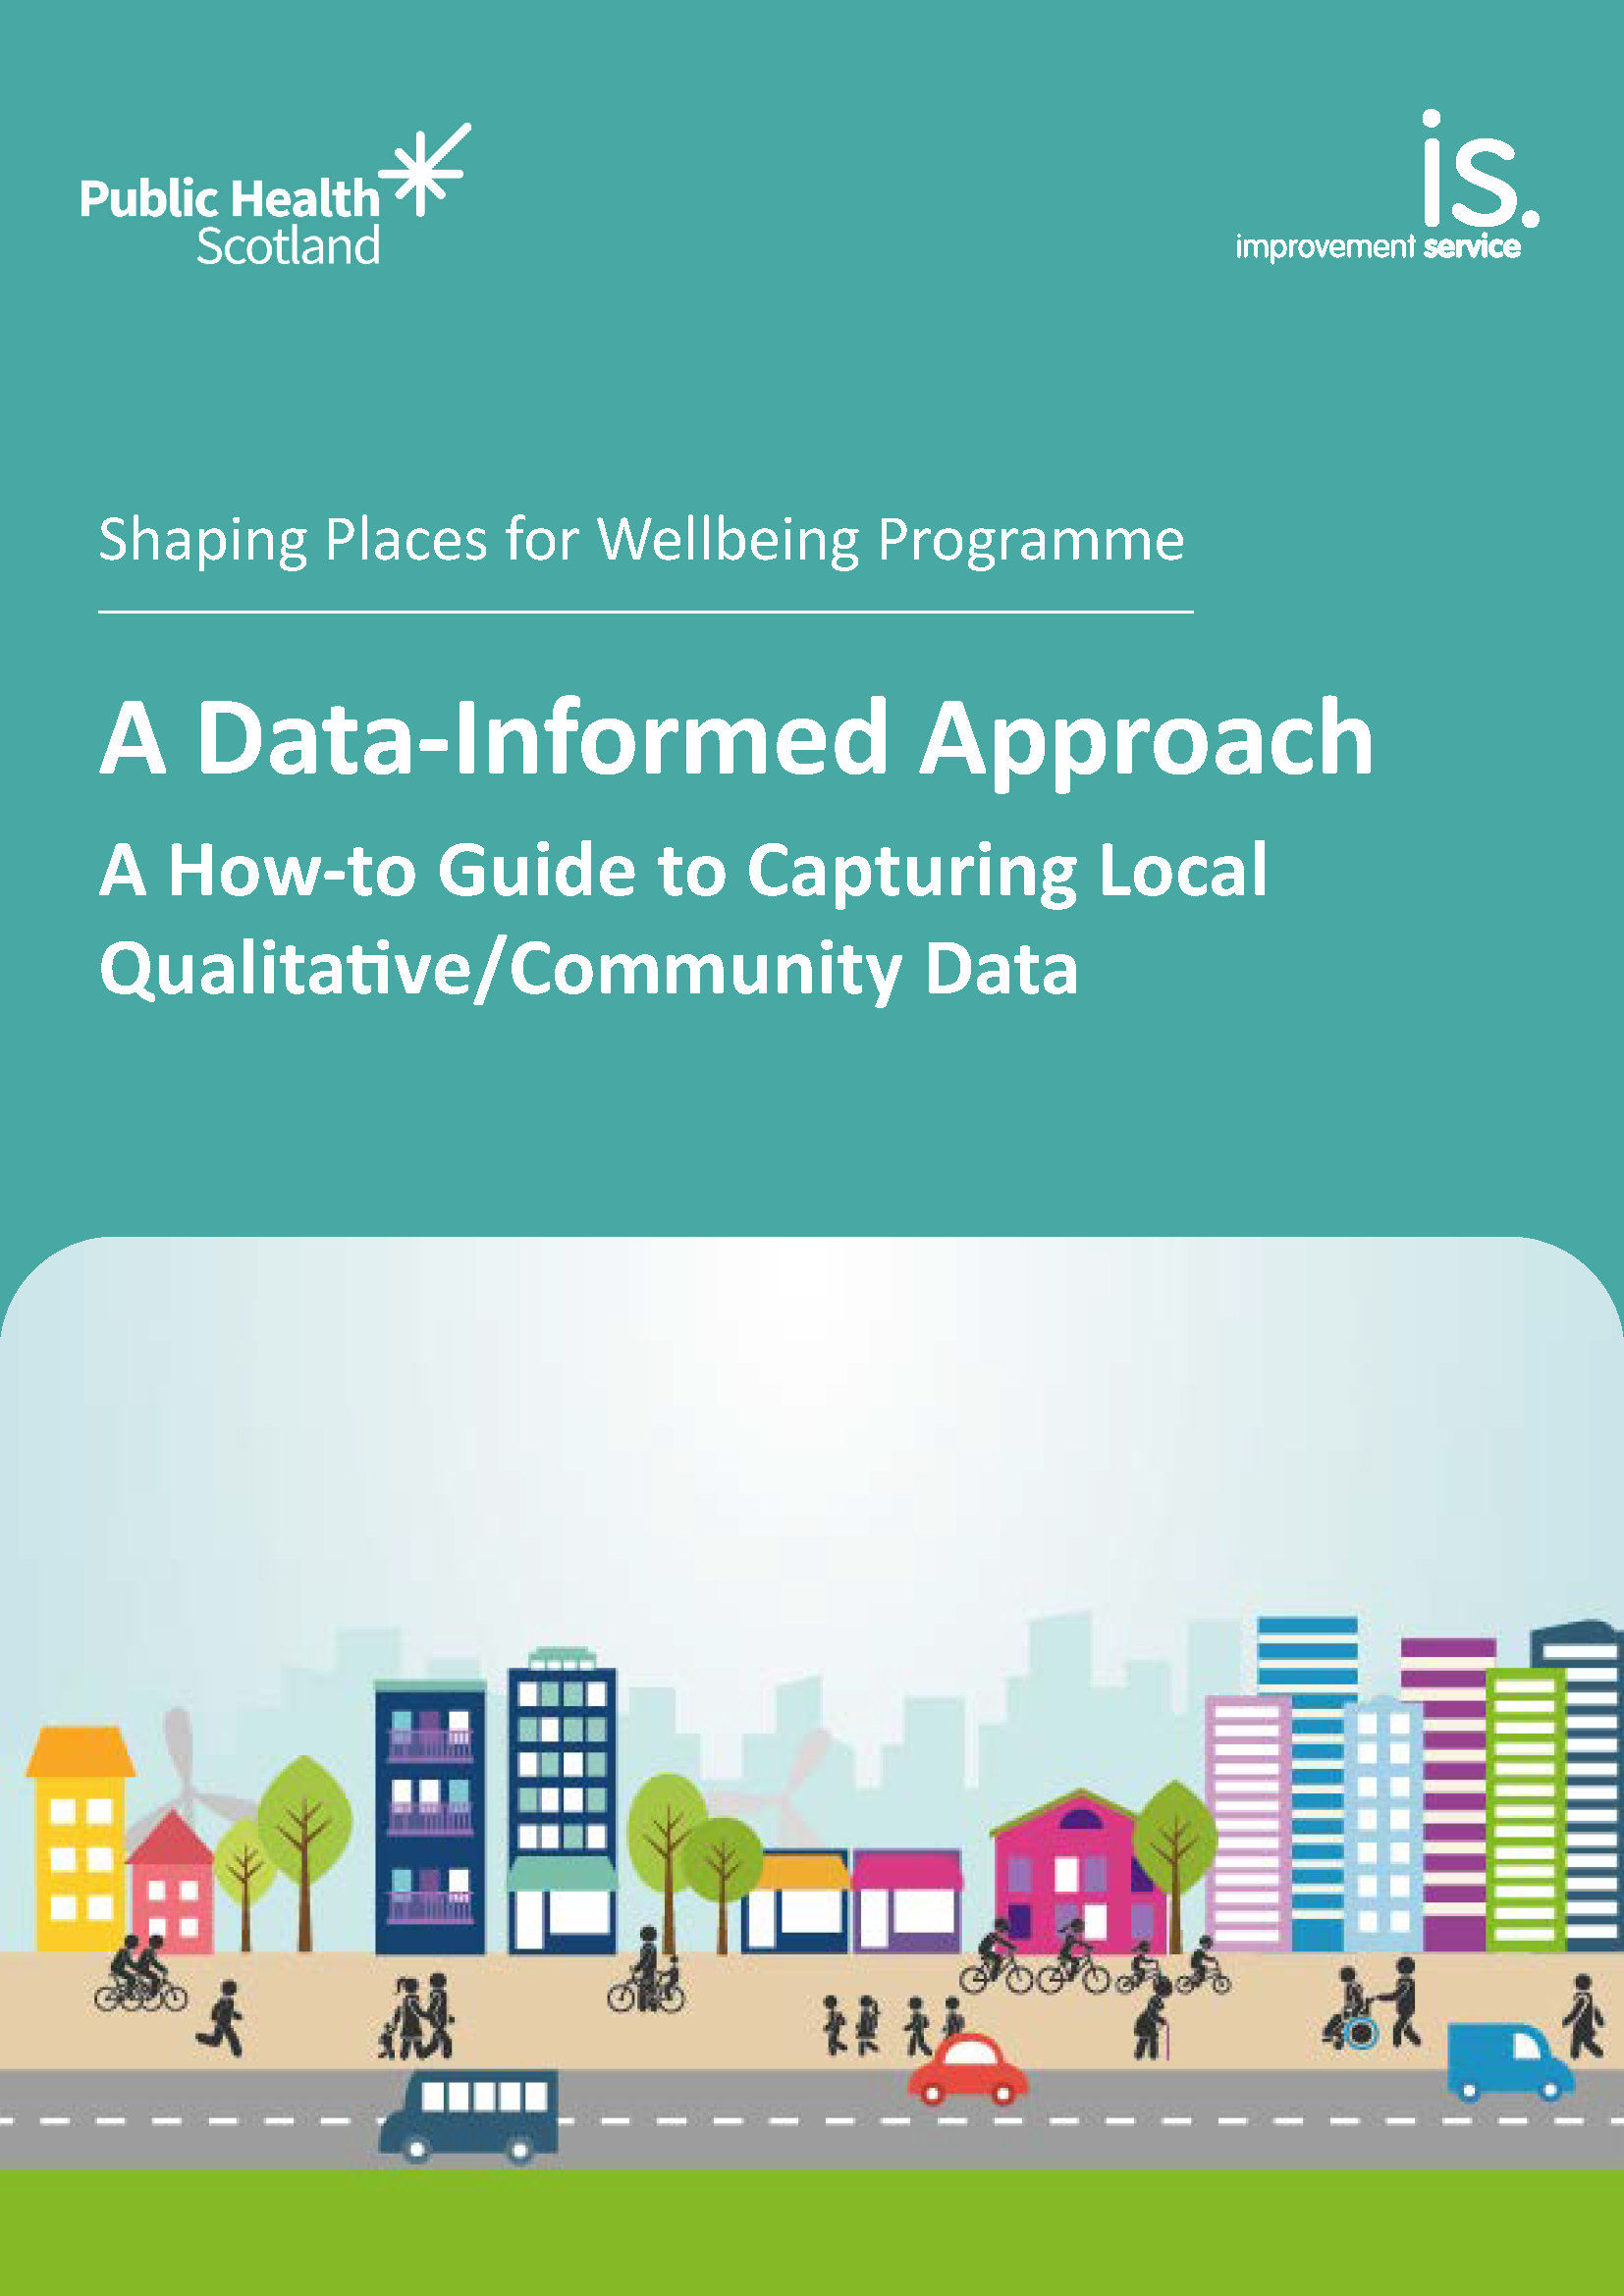 Public Health
Scotland
is.
improvement service
Shaping Places for Wellbeing Programme
A Data-Informed Approach
A How-to Guide to Capturing Local
Qualitative/Community Data